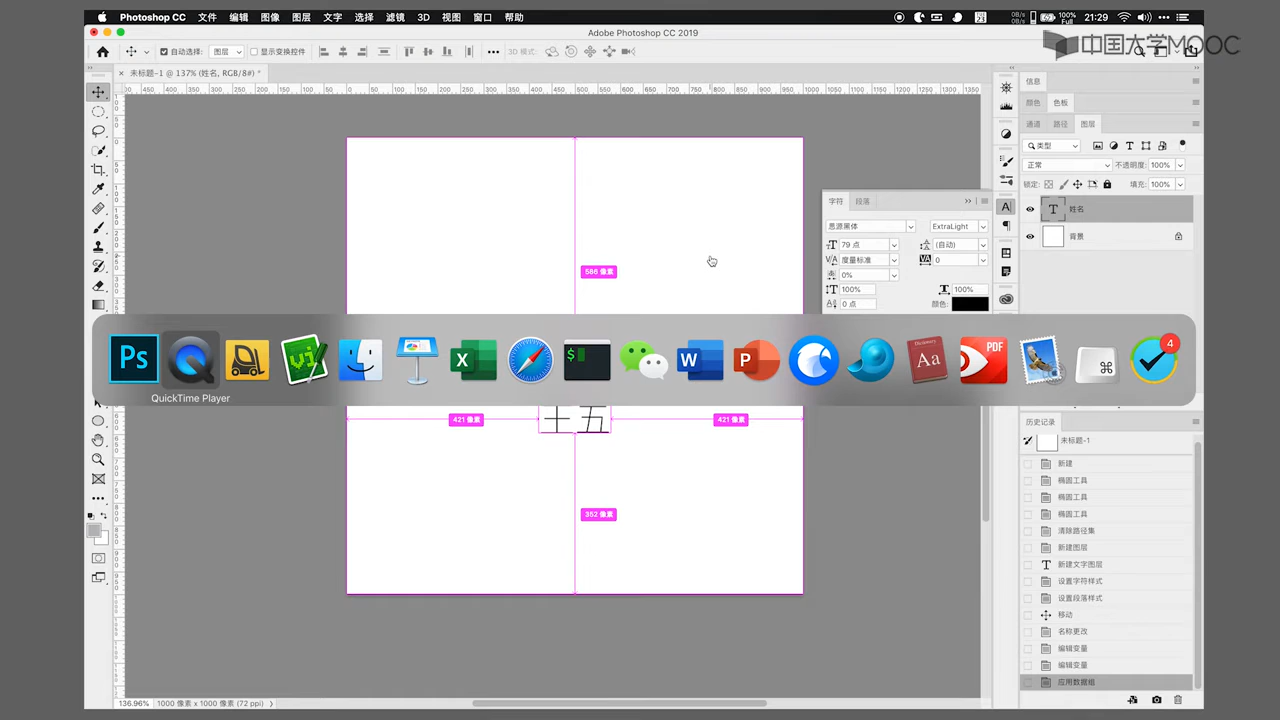 Photoshop CC 文件 编辑 图像 图层 文字 选择 滤镜 3D 视图 窗口 帮助
0B/s
0B/s
100%
Full
21:29
Adobe Photoshop CC 2019
中国大学MOOC
自动选择: 图层 显示变换控件 3D 模式:
未标题-1 @ 137% (姓名, RGB/8#) *
信息
颜色 色板
通道 路径 图层
类型
正常 不透明度: 100%
锁定: 填充: 100%
姓名
背景
字符 段落
思源黑体 ExtraLight
79 点 (自动)
度量标准 0
0%
100% 100%
0 点 颜色:
586 像素
Ps vi X $ W P Aa PDF ⌘ 4
QuickTime Player
421 像素 十五 421 像素
352 像素
历史记录
未标题-1
新建
椭圆工具
椭圆工具
椭圆工具
清除路径集
新建图层
新建文字图层
设置字符样式
设置段落样式
移动
名称更改
编辑变量
编辑变量
应用数据组
136.96% 1000 像素 x 1000 像素 (72 ppi)